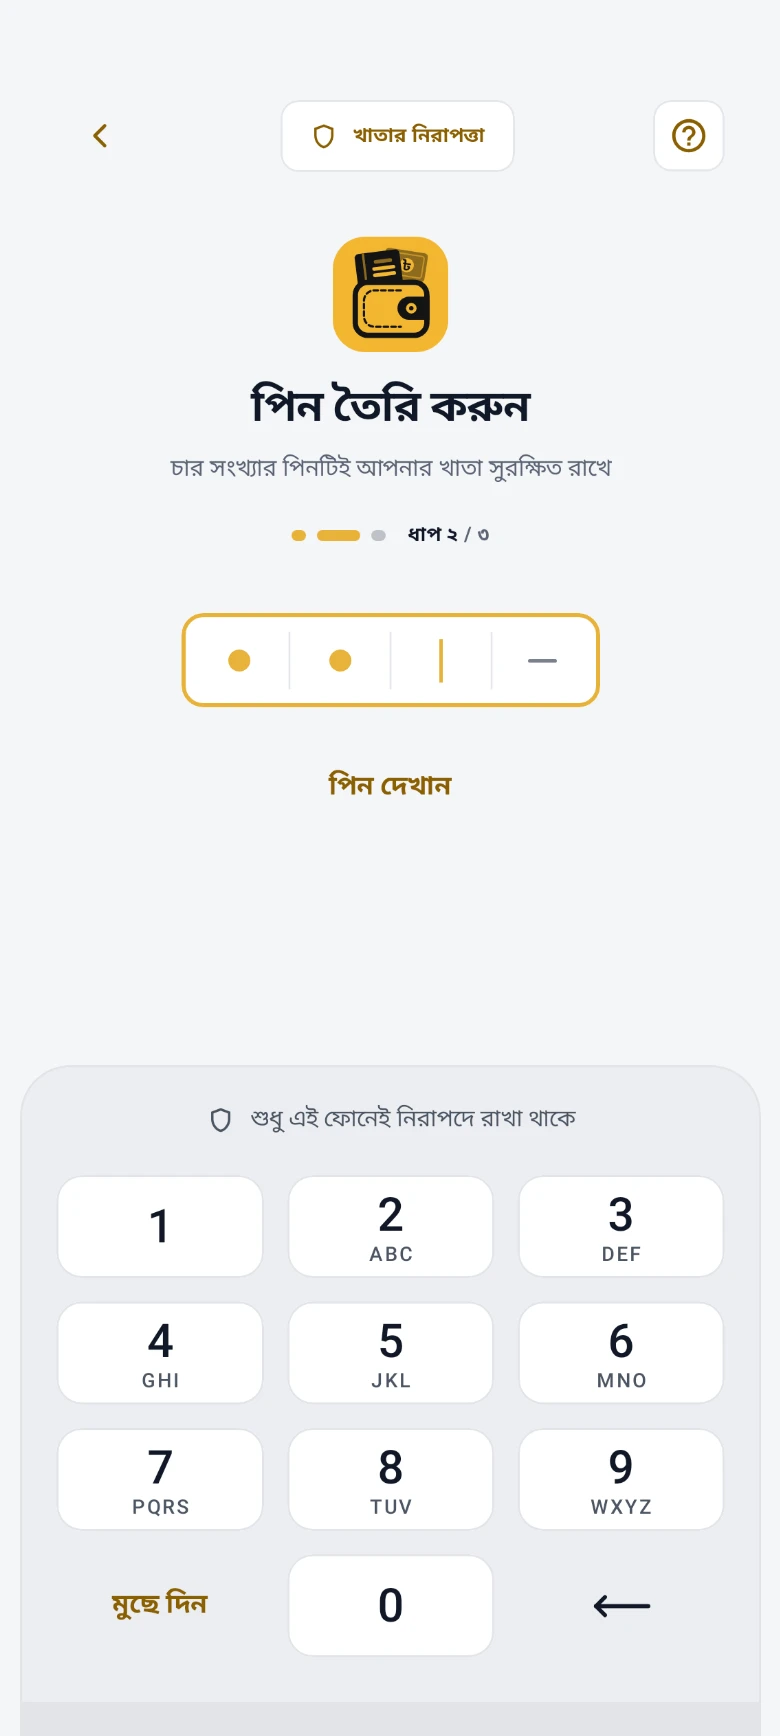 খাতার নিরাপত্তা
৳
পিন তৈরি করুন
চার সংখ্যার পিনটিই আপনার খাতা সুরক্ষিত রাখে
ধাপ ২ / ৩
পিন দেখান
শুধু এই ফোনেই নিরাপদে রাখা থাকে
1
2
3
ABC
DEF
4
5
6
GHI
JKL
MNO
7
8
9
PQRS
TUV
WXYZ
মুছে দিন
0